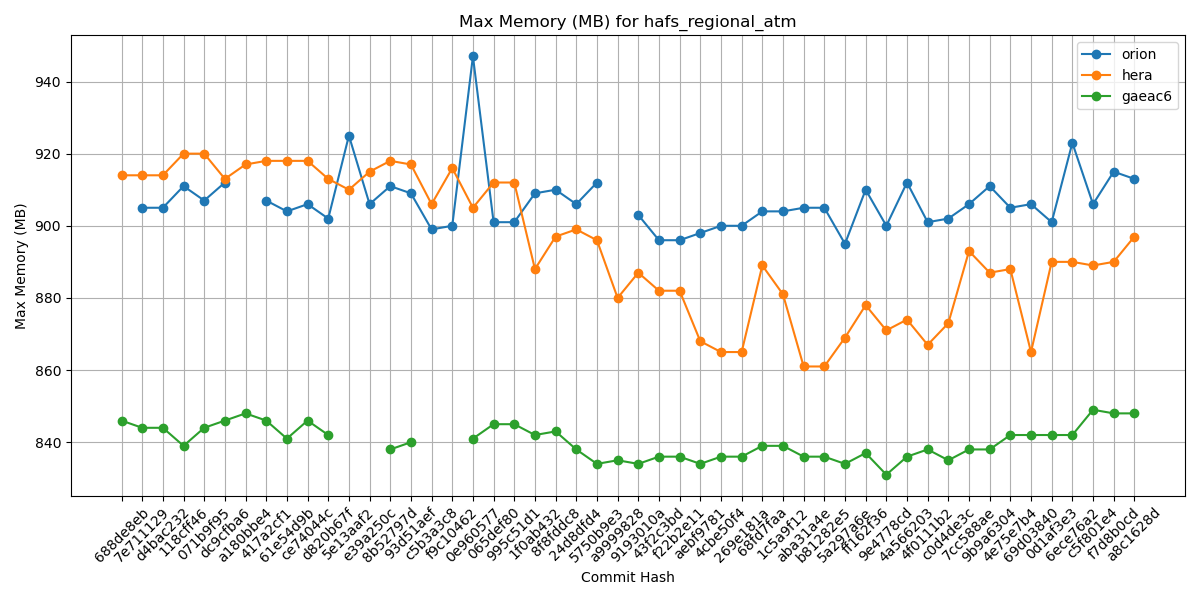 Max Memory (MB) for hafs_regional_atm
orion
hera
gaeac6
Max Memory (MB)
940
920
900
880
860
840
688de8eb
7e711129
d4bac232
118cff46
071b9f95
dc9cfba6
a180bbe4
417a2cf1
61e54d9b
ce74044c
d820b67f
5e13aaf2
e39a250c
8b52797d
93d51aef
c5b3a3c8
f9c10462
0e960577
065def80
995c51d1
1f0ab432
8f8fdfc8
24d8dfd4
5750b9e3
a9999828
9193010a
43f253bd
f22b2e11
aebf9781
4cbe50f4
269e181a
68fd7faa
1c5a9f12
aba31a4e
b81282e5
5a297a6e
ff162f36
9e4778cd
4a566203
4f011b2
c0d4de3c
7cc588ae
9b9a6304
4e75e7b4
69d03840
0d1af3e3
6ece76a2
c5f801e4
f7d8b0cd
a8c1628d
Commit Hash